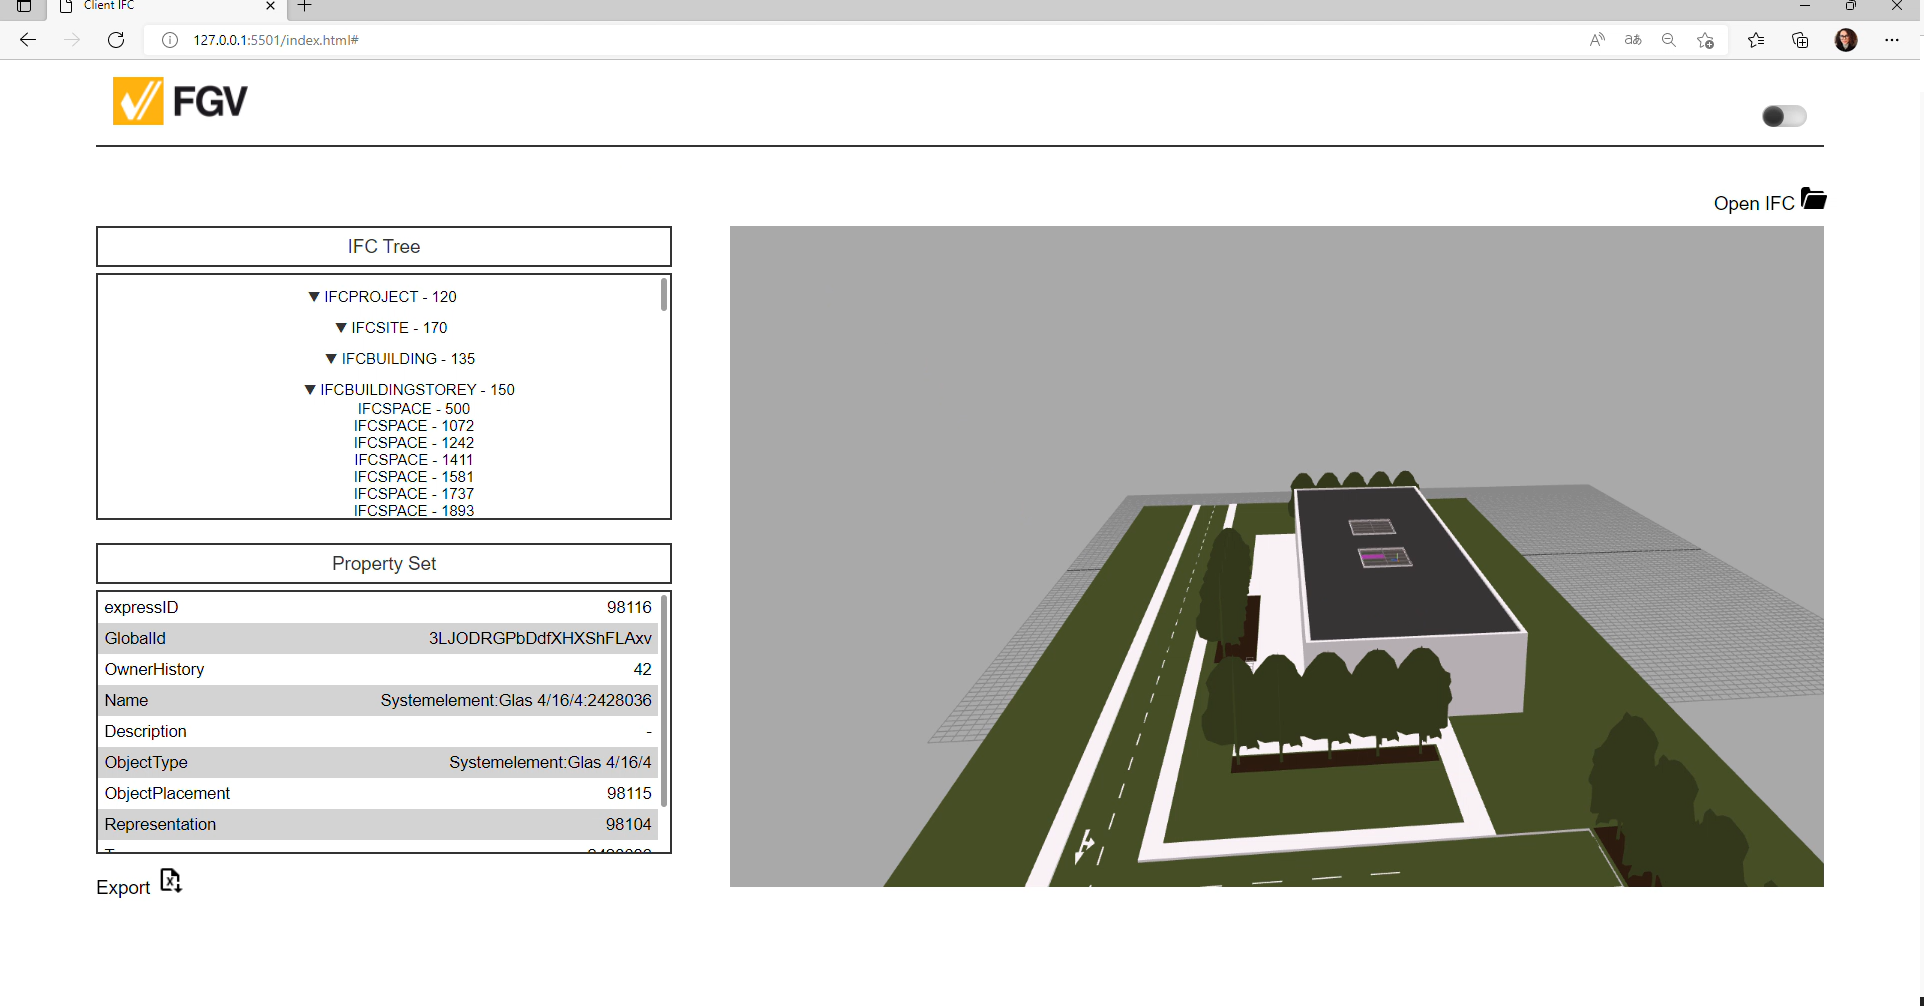 Client IFC
127.0.0.1:5501/index.html#
FGV
Open IFC
IFC Tree
▼ IFCPROJECT - 120
▼ IFCSITE - 170
▼ IFCBUILDING - 135
▼ IFCBUILDINGSTOREY - 150
IFCSPACE - 500
IFCSPACE - 1072
IFCSPACE - 1242
IFCSPACE - 1411
IFCSPACE - 1581
IFCSPACE - 1737
IFCSPACE - 1893
Property Set
expressID 98116
GlobalId 3LJODRGPbDdfXHXShFLAxv
OwnerHistory 42
Name Systemelement:Glas 4/16/4:2428036
Description -
ObjectType Systemelement:Glas 4/16/4
ObjectPlacement 98115
Representation 98104
Export